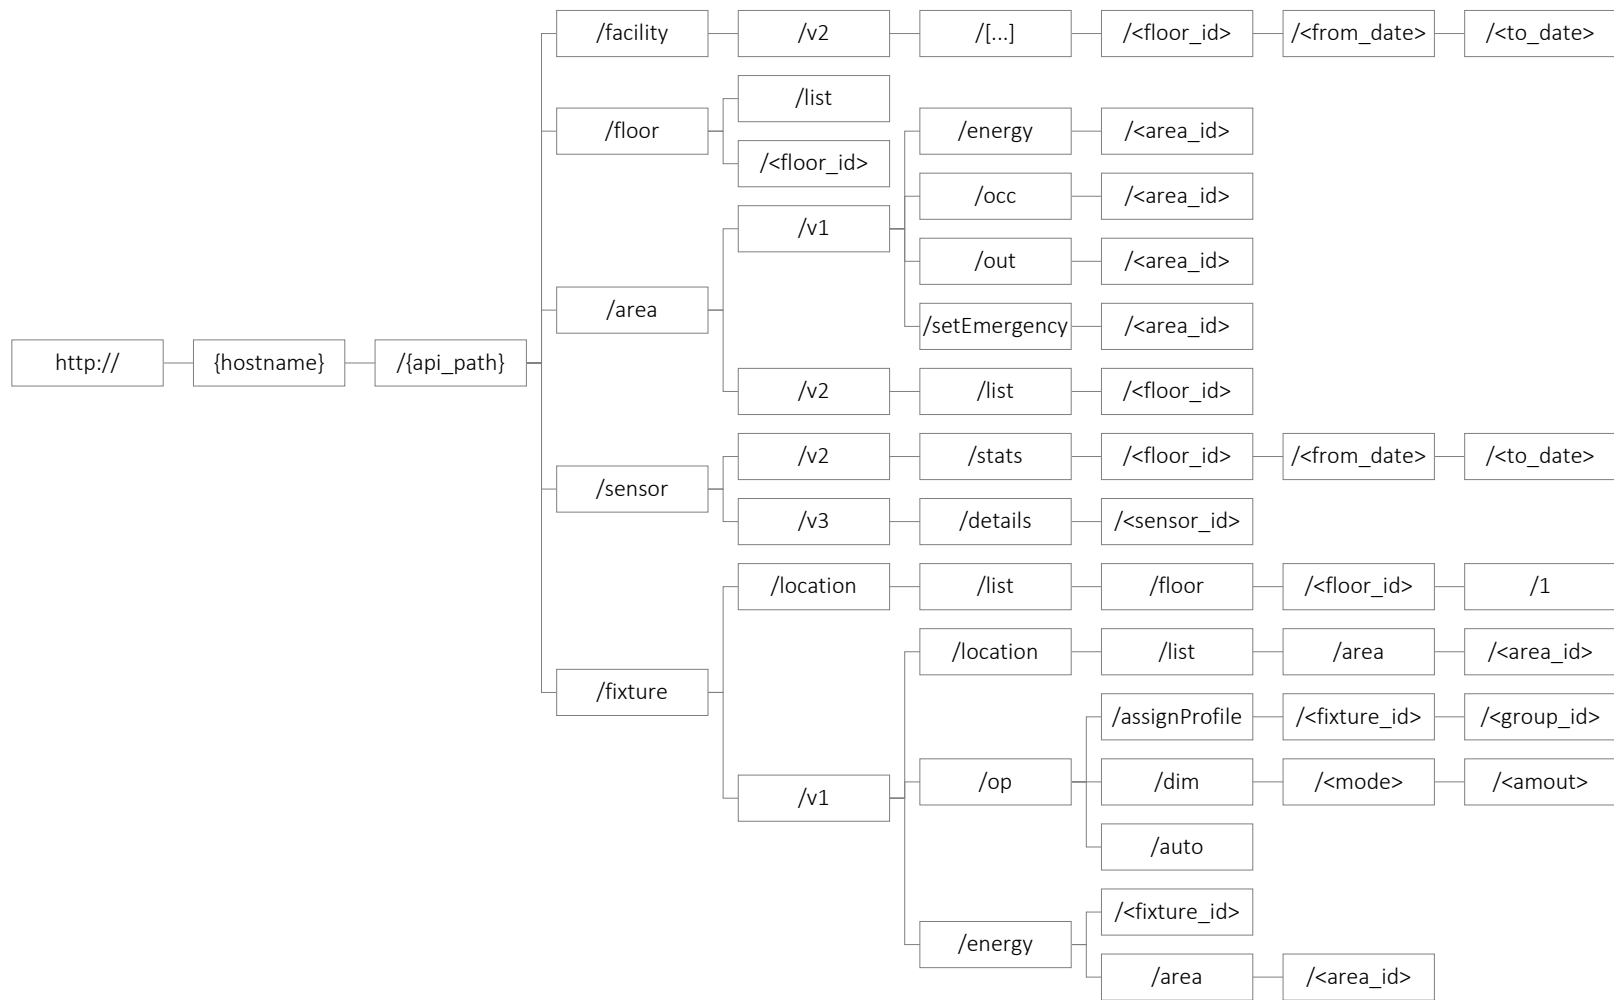 /facility /v2 /[...] /<floor_id> /<from_date> /<to_date>
/list
/floor /energy /<area_id>
/<floor_id>
/occ /<area_id>
/v1
/out /<area_id>
/area
/setEmergency /<area_id>
http:// {hostname} /{api_path}
/v2 /list /<floor_id>
/v2 /stats /<floor_id> /<from_date> /<to_date>
/sensor
/v3 /details /<sensor_id>
/location /list /floor /<floor_id> /1
/location /list /area /<area_id>
/fixture
/assignProfile /<fixture_id> /<group_id>
/op /dim /<mode> /<amout>
/v1
/auto
/<fixture_id>
/energy
/area /<area_id>